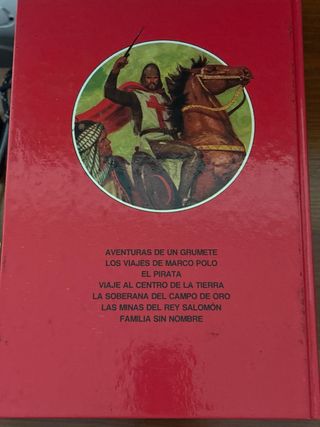 AVENTURAS DE UN GRUMETE
LOS VIAJES DE MARCO POLO
EL PIRATA
VIAJE AL CENTRO DE LA TIERRA
LA SOBERANA DEL CAMPO DE ORO
LAS MINAS DEL REY SALOMÓN
FAMILIA SIN NOMBRE